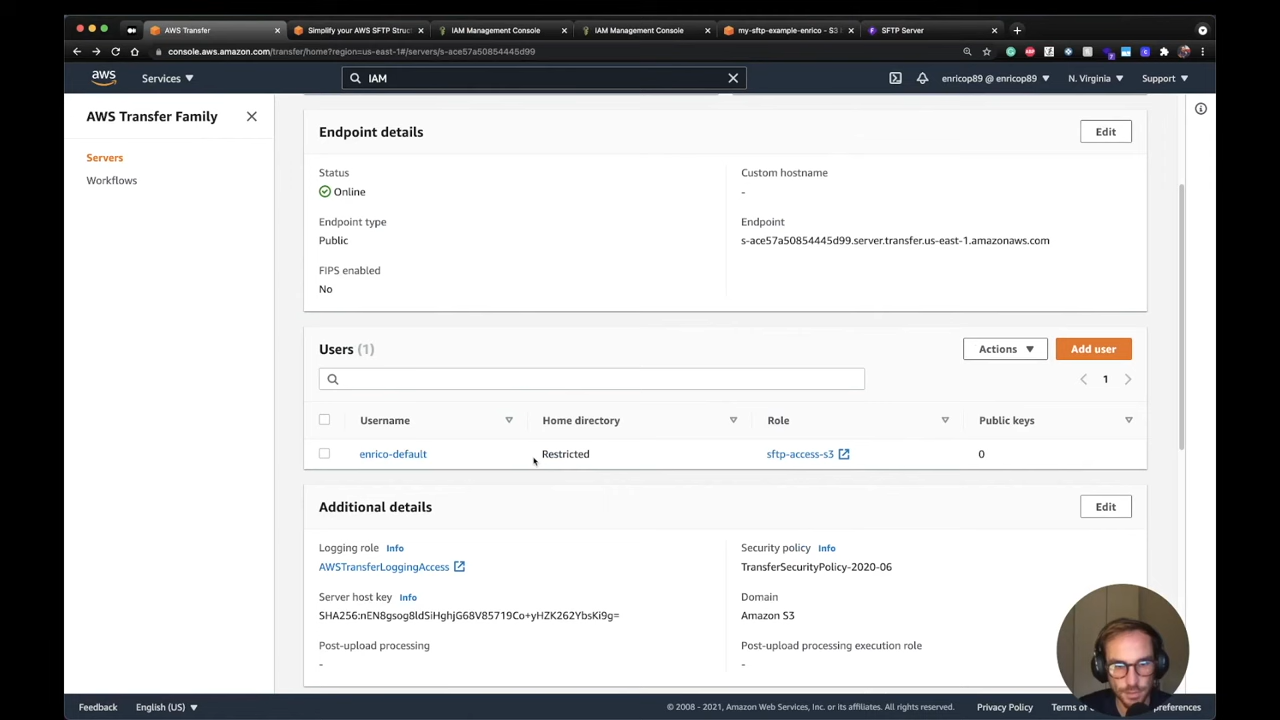 AWS Transfer
Simplify your AWS SFTP Struc
IAM Management Console
IAM Management Console
my-sftp-example-enrico - S3
SFTP Server
console.aws.amazon.com/transfer/home?region=us-east-1#/servers/s-ace57a50854445d99
aws
Services
IAM
enricop89 @ enricop89
N. Virginia
Support
AWS Transfer Family
Servers
Workflows
Endpoint details
Edit
Status
Online
Custom hostname
-
Endpoint type
Public
Endpoint
s-ace57a50854445d99.server.transfer.us-east-1.amazonaws.com
FIPS enabled
No
Users (1)
Actions
Add user
1
Username
Home directory
Role
Public keys
enrico-default
Restricted
sftp-access-s3
0
Additional details
Edit
Logging role Info
AWSTransferLoggingAccess
Security policy Info
TransferSecurityPolicy-2020-06
Server host key Info
Domain
Amazon S3
Post-upload processing
-
Post-upload processing execution role
-
Feedback
English (US)
© 2008 - 2021, Amazon Web Services, Inc. or its affiliates. All rights reserved.
Privacy Policy
Terms of
preferences